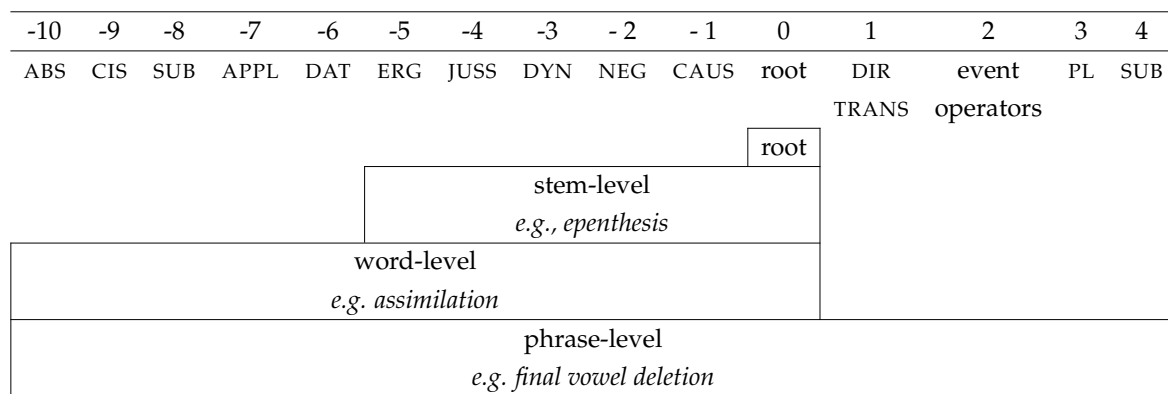 -10 -9 -8 -7 -6 -5 -4 -3 - 2 - 1 0 1 2 3 4
ABS CIS SUB APPL DAT ERG JUSS DYN NEG CAUS root DIR event PL SUB
TRANS operators
root
stem-level
e.g., epenthesis
word-level
e.g. assimilation
phrase-level
e.g. final vowel deletion